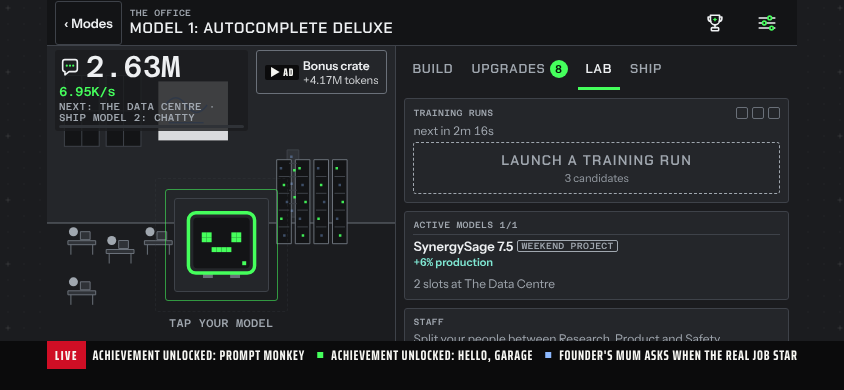 ‹ Modes
THE OFFICE
MODEL 1: AUTOCOMPLETE DELUXE
2.63M
6.95K/s
NEXT: THE DATA CENTRE ·
SHIP MODEL 2: CHATTY
AD
Bonus crate
+4.17M tokens
TAP YOUR MODEL
BUILD
UPGRADES 8
LAB
SHIP
TRAINING RUNS
next in 2m 16s
LAUNCH A TRAINING RUN
3 candidates
ACTIVE MODELS 1/1
SynergySage 7.5 WEEKEND PROJECT
+6% production
2 slots at The Data Centre
STAFF
Split your people between Research, Product and Safety
LIVE
ACHIEVEMENT UNLOCKED: PROMPT MONKEY
ACHIEVEMENT UNLOCKED: HELLO, GARAGE
FOUNDER'S MUM ASKS WHEN THE REAL JOB STAR